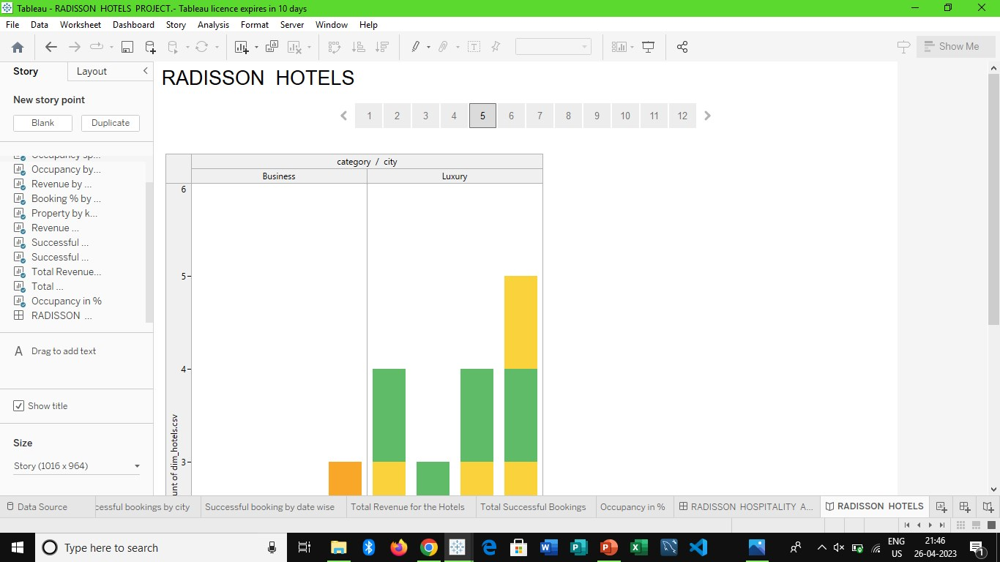 Tableau - RADISSON HOTELS PROJECT.- Tableau licence expires in 10 days
File Data Worksheet Dashboard Story Analysis Format Server Window Help
Show Me
Story Layout
New story point
Blank Duplicate
Occupancy sp...
Occupancy by...
Revenue by ...
Booking % by ...
Property by k...
Revenue ...
Successful ...
Successful ...
Total Revenue...
Total ...
Occupancy in %
RADISSON ...
A Drag to add text
Show title
Size
Story (1016 x 964)
RADISSON HOTELS
1 2 3 4 5 6 7 8 9 10 11 12
category / city
Business Luxury
6
5
4
3
unt of dim_hotels.csv
Data Source cessful bookings by city Successful booking by date wise Total Revenue for the Hotels Total Successful Bookings Occupancy in % RADISSON HOSPITALITY A... RADISSON HOTELS
Type here to search
ENG 21:46
US 26-04-2023
1